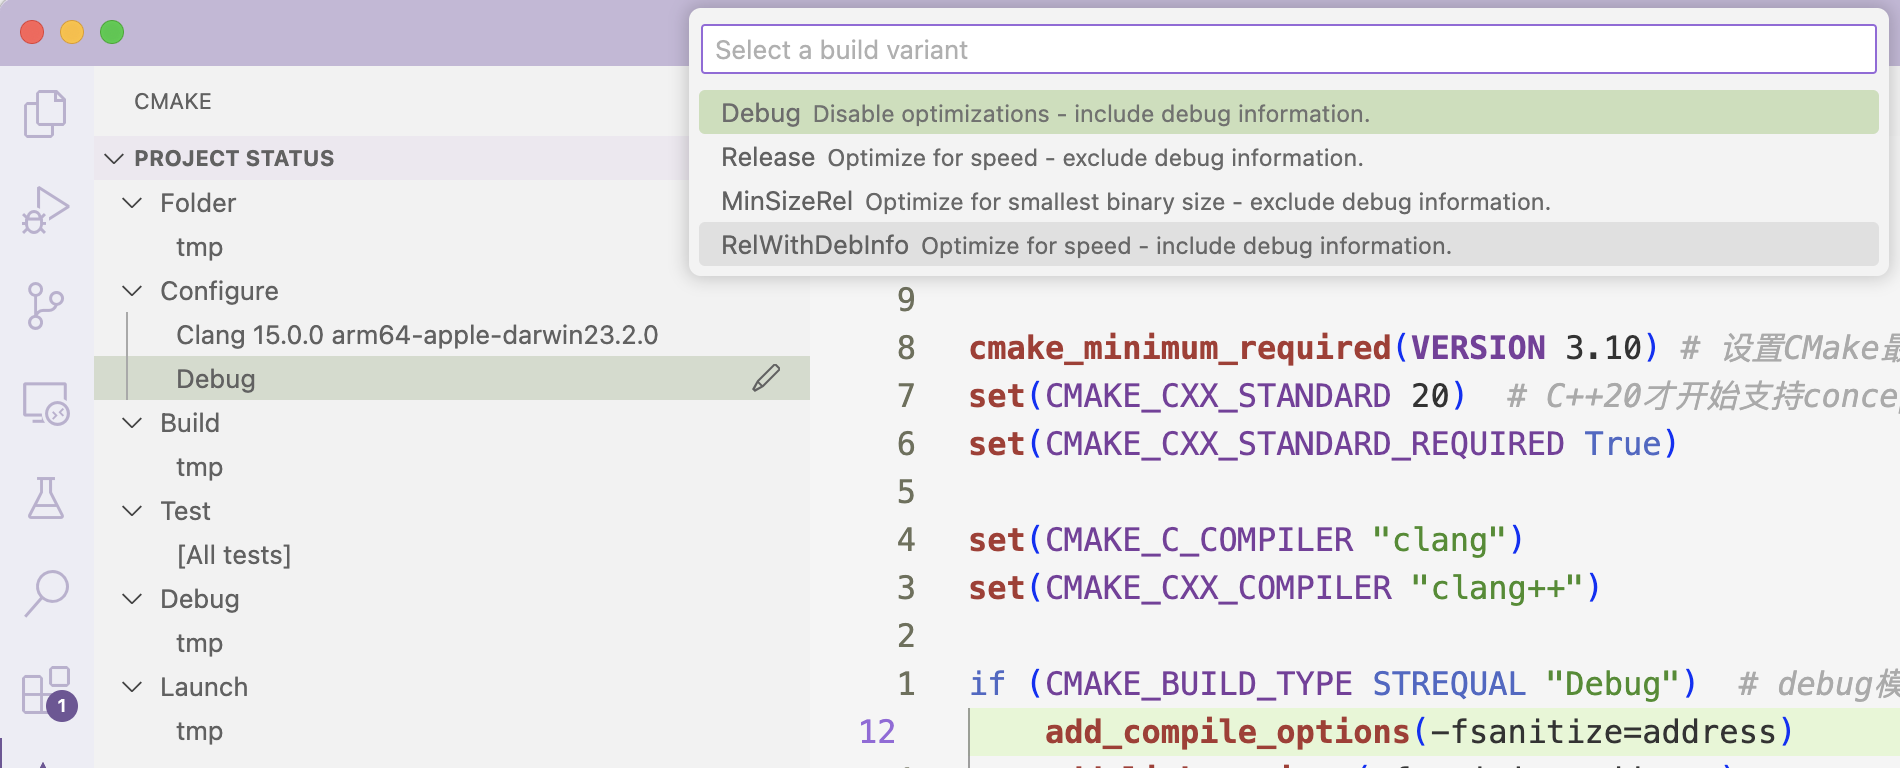 Select a build variant
Debug Disable optimizations - include debug information.
Release Optimize for speed - exclude debug information.
MinSizeRel Optimize for smallest binary size - exclude debug information.
RelWithDebInfo Optimize for speed - include debug information.
CMAKE
PROJECT STATUS
Folder
tmp
Configure
Clang 15.0.0 arm64-apple-darwin23.2.0
Debug
Build
tmp
Test
[All tests]
Debug
tmp
Launch
tmp
1
9
8 cmake_minimum_required(VERSION 3.10) # 设置CMake最
7 set(CMAKE_CXX_STANDARD 20) # C++20才开始支持conce
6 set(CMAKE_CXX_STANDARD_REQUIRED True)
5
4 set(CMAKE_C_COMPILER "clang")
3 set(CMAKE_CXX_COMPILER "clang++")
2
1 if (CMAKE_BUILD_TYPE STREQUAL "Debug") # debug模
12 add_compile_options(-fsanitize=address)